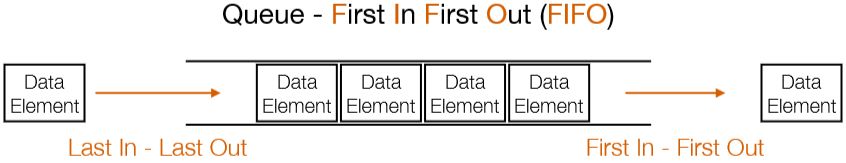 Queue - First In First Out (FIFO)
Data
Element
Data
Element
Data
Element
Data
Element
Data
Element
Data
Element
Last In - Last Out
First In - First Out